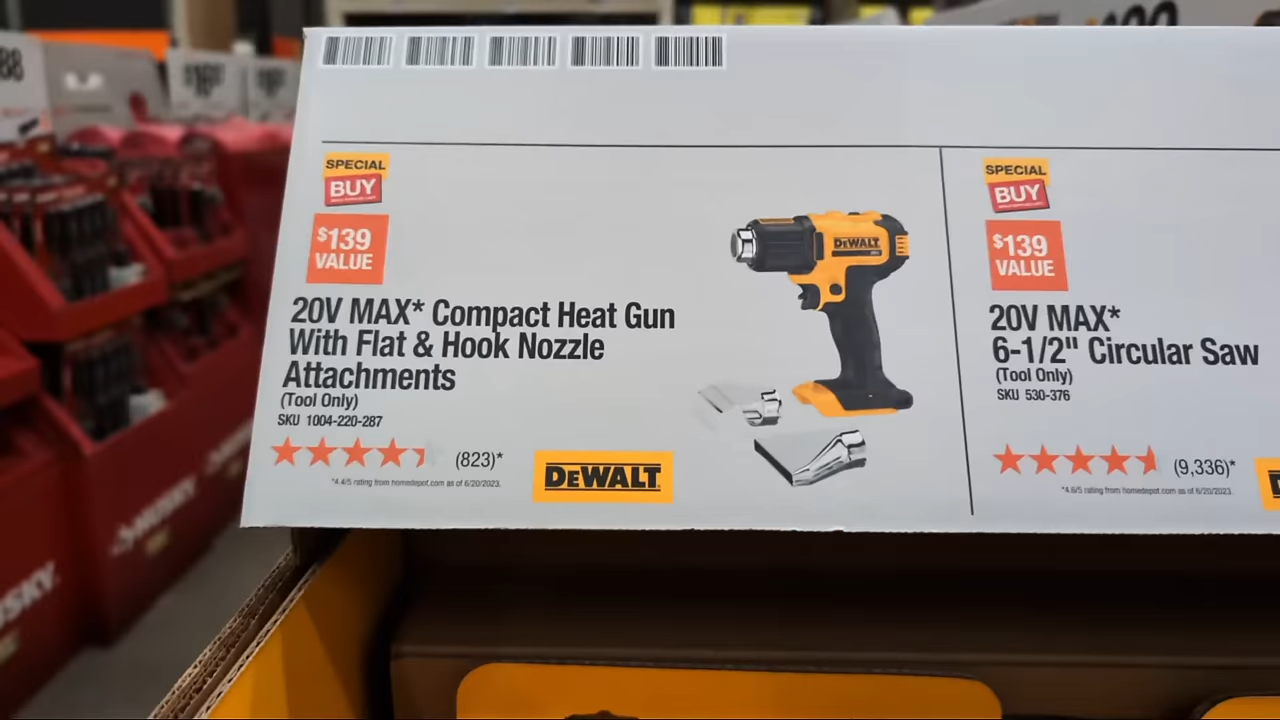 SPECIAL
BUY
$139
VALUE
20V MAX* Compact Heat Gun
With Flat & Hook Nozzle
Attachments
(Tool Only)
SKU 1004-220-287
(823)*
*4.4/5 rating from homedepot.com as of 6/20/2023.
DEWALT
DEWALT
SPECIAL
BUY
$139
VALUE
20V MAX*
6-1/2" Circular Saw
(Tool Only)
SKU 530-376
(9,336)*
*4.6/5 rating from homedepot.com as of 6/20/2023.
HUSKY